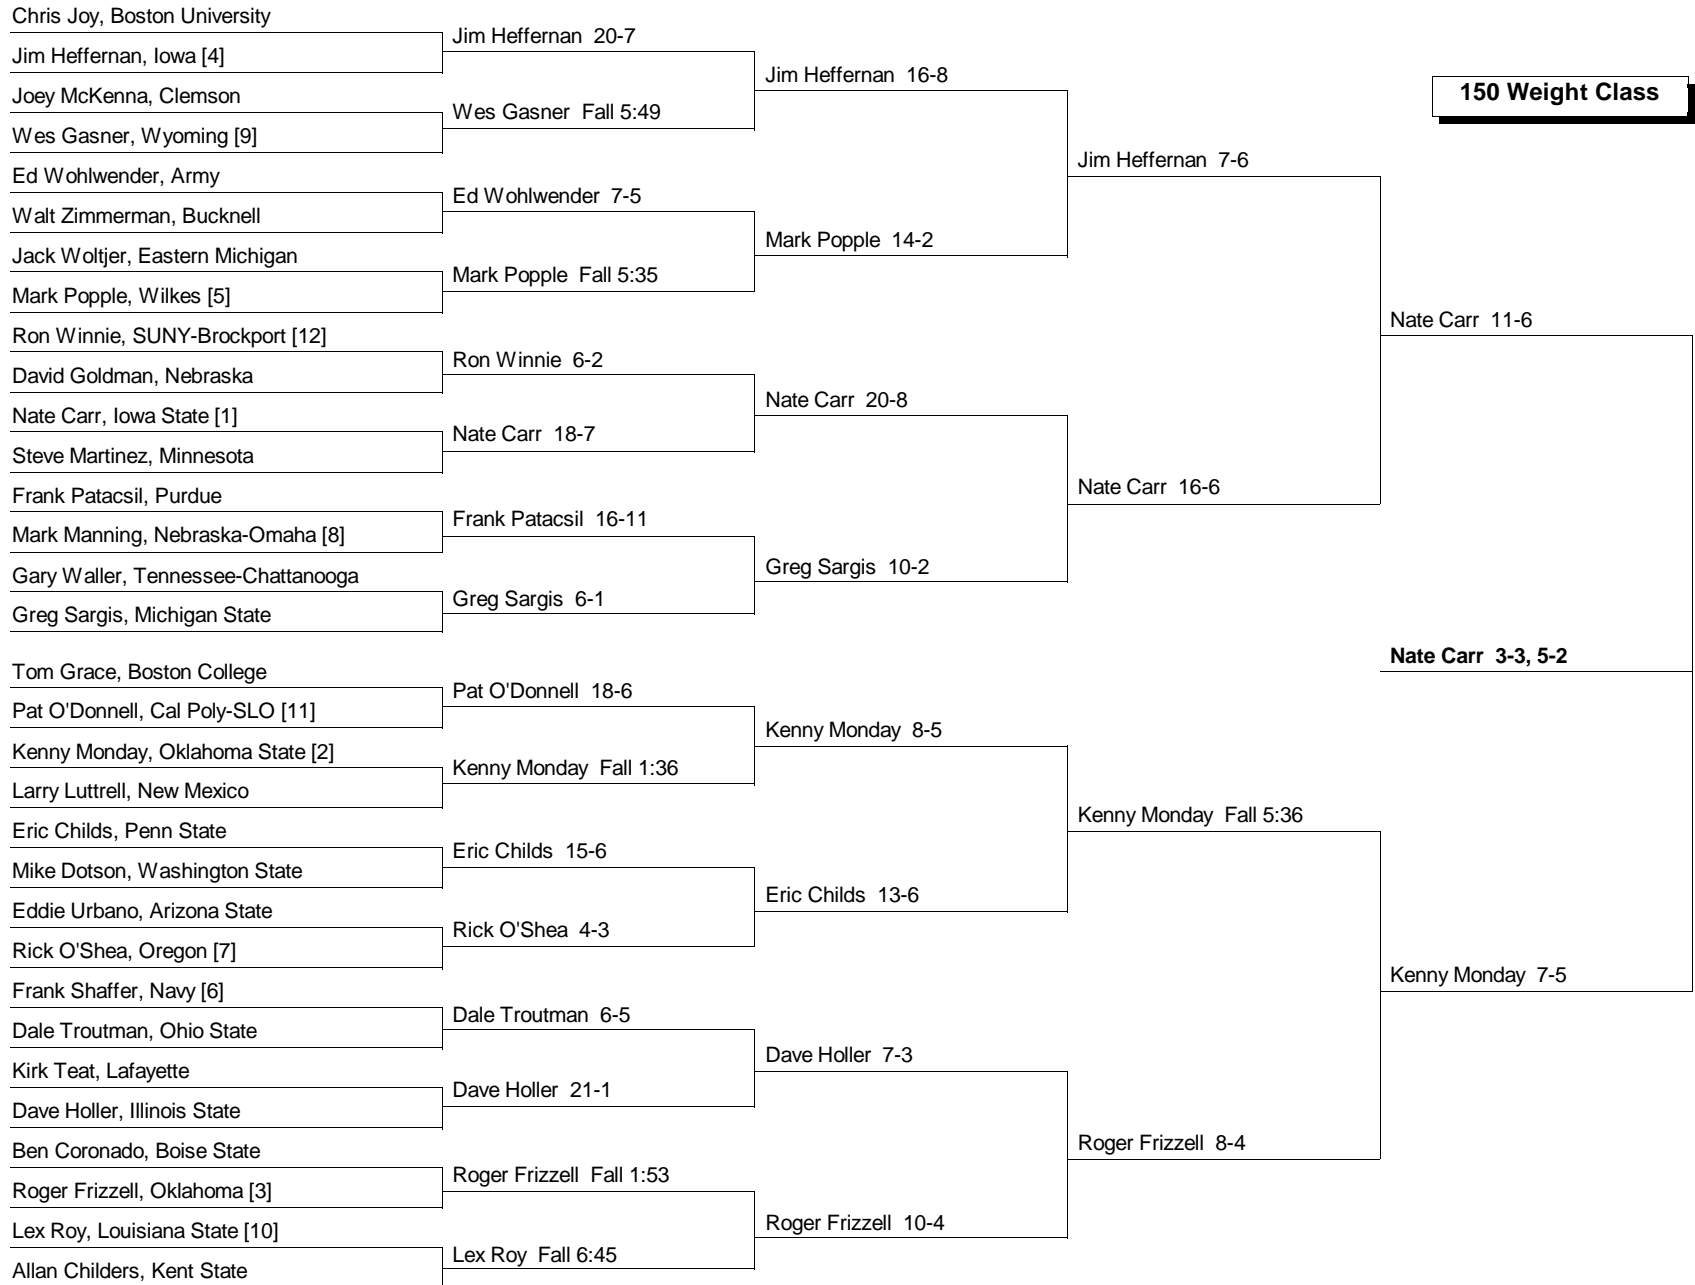 Chris Joy, Boston University
Jim Heffernan, Iowa [4]
Joey McKenna, Clemson
Wes Gasner, Wyoming [9]
Ed Wohlwender, Army
Walt Zimmerman, Bucknell
Jack Woltjer, Eastern Michigan
Mark Popple, Wilkes [5]
Ron Winnie, SUNY-Brockport [12]
David Goldman, Nebraska
Nate Carr, Iowa State [1]
Steve Martinez, Minnesota
Frank Patacsil, Purdue
Mark Manning, Nebraska-Omaha [8]
Gary Waller, Tennessee-Chattanooga
Greg Sargis, Michigan State
Tom Grace, Boston College
Pat O'Donnell, Cal Poly-SLO [11]
Kenny Monday, Oklahoma State [2]
Larry Luttrell, New Mexico
Eric Childs, Penn State
Mike Dotson, Washington State
Eddie Urbano, Arizona State
Rick O'Shea, Oregon [7]
Frank Shaffer, Navy [6]
Dale Troutman, Ohio State
Kirk Teat, Lafayette
Dave Holler, Illinois State
Ben Coronado, Boise State
Roger Frizzell, Oklahoma [3]
Lex Roy, Louisiana State [10]
Allan Childers, Kent State
Jim Heffernan 20-7
Wes Gasner Fall 5:49
Ed Wohlwender 7-5
Mark Popple Fall 5:35
Ron Winnie 6-2
Nate Carr 18-7
Frank Patacsil 16-11
Greg Sargis 6-1
Pat O'Donnell 18-6
Kenny Monday Fall 1:36
Eric Childs 15-6
Rick O'Shea 4-3
Dale Troutman 6-5
Dave Holler 21-1
Roger Frizzell Fall 1:53
Lex Roy Fall 6:45
Jim Heffernan 16-8
Mark Popple 14-2
Nate Carr 20-8
Greg Sargis 10-2
Kenny Monday 8-5
Eric Childs 13-6
Dave Holler 7-3
Roger Frizzell 10-4
Jim Heffernan 7-6
Nate Carr 16-6
Kenny Monday Fall 5:36
Roger Frizzell 8-4
150 Weight Class
Nate Carr 11-6
Nate Carr 3-3, 5-2
Kenny Monday 7-5